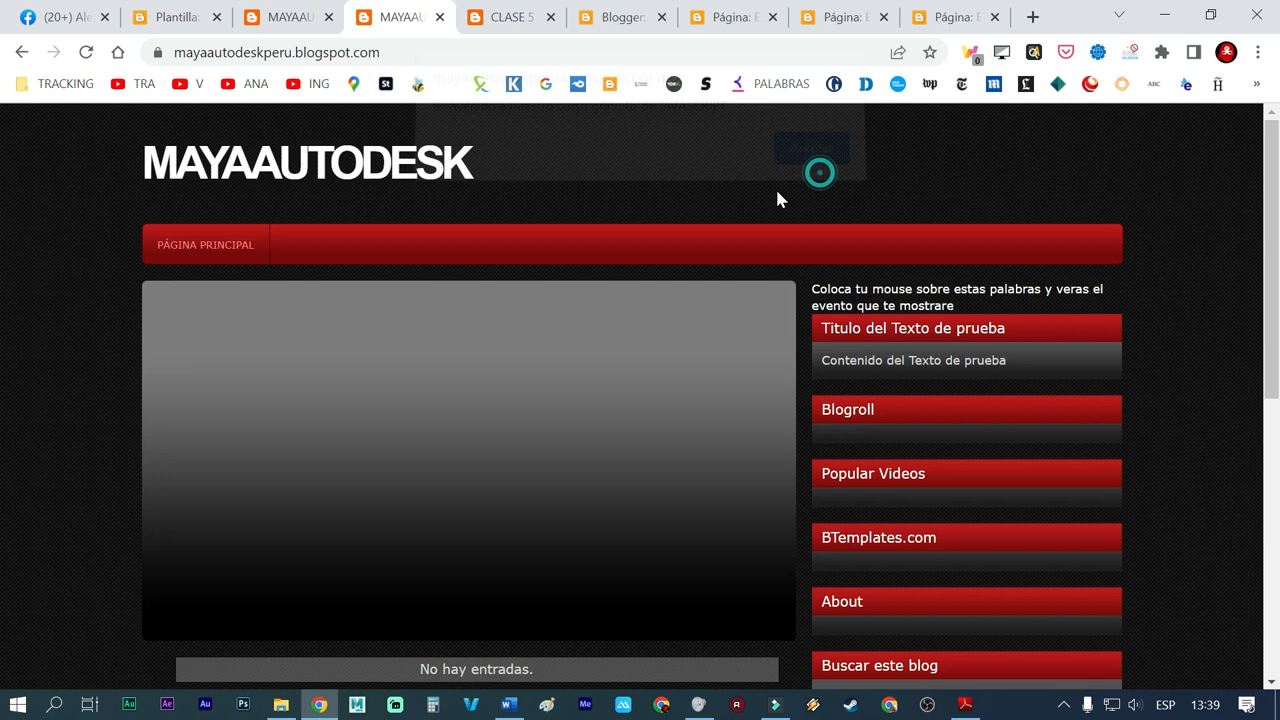 (20+) Ale
Plantilla:
MAYAAU
MAYAAU
CLASE 5
Blogger:
Página: E
Página: E
Página: E
mayaautodeskperu.blogspot.com
0
TRACKING
TRA
V
ANA
ING
PALABRAS
MAYAAUTODESK
PÁGINA PRINCIPAL
Coloca tu mouse sobre estas palabras y veras el
evento que te mostrare
Titulo del Texto de prueba
Contenido del Texto de prueba
Blogroll
Popular Videos
BTemplates.com
About
Buscar este blog
No hay entradas.
ESP
13:39